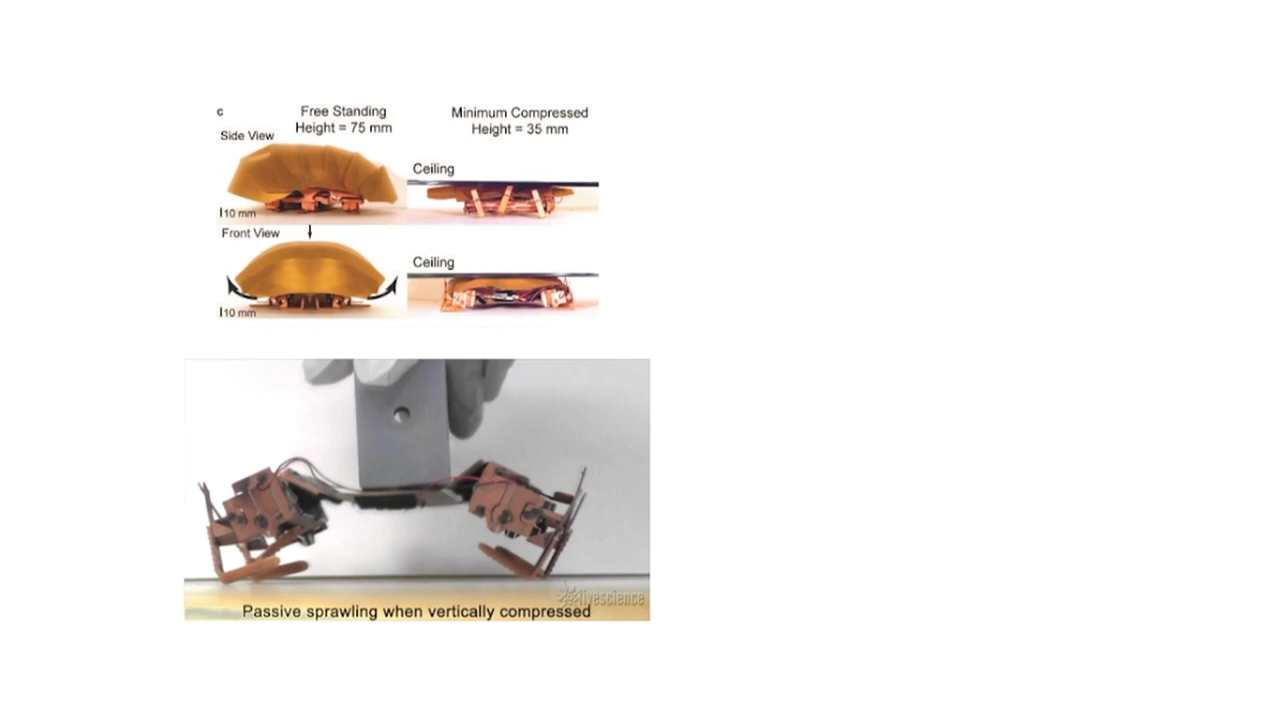 c
Free Standing
Height = 75 mm
Minimum Compressed
Height = 35 mm
Side View
Ceiling
10 mm
Front View
Ceiling
10 mm
livescience
Passive sprawling when vertically compressed